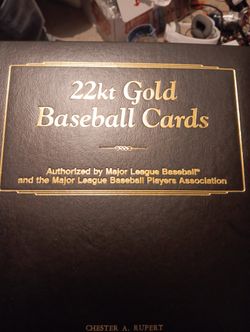 22kt Gold
Baseball Cards
Authorized by Major League Baseball®
and the Major League Baseball Players Association
CHESTER A. RUPERT